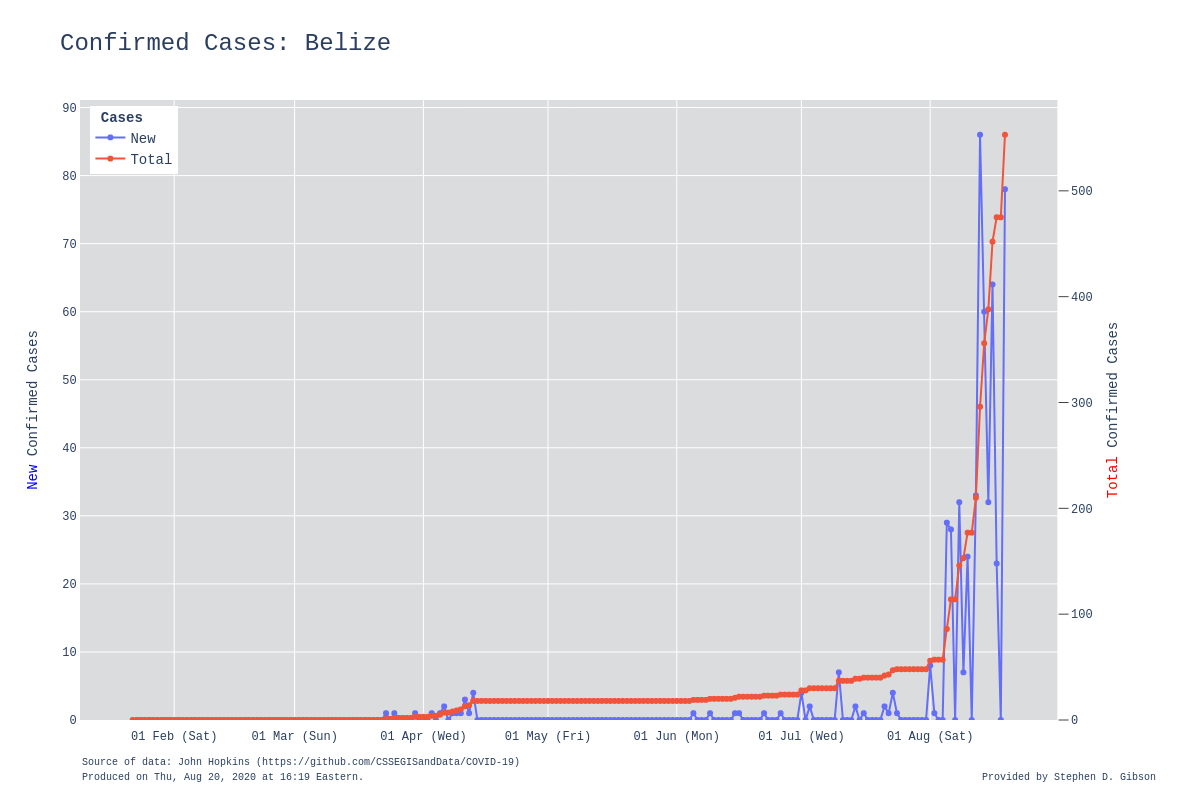 Confirmed Cases: Belize
Cases
New
Total
90
80
70
60
50
40
30
20
10
0
New Confirmed Cases
500
400
300
200
100
0
Total Confirmed Cases
01 Feb (Sat)
01 Mar (Sun)
01 Apr (Wed)
01 May (Fri)
01 Jun (Mon)
01 Jul (Wed)
01 Aug (Sat)
Source of data: John Hopkins (https://github.com/CSSEGISandData/COVID-19)
Produced on Thu, Aug 20, 2020 at 16:19 Eastern.
Provided by Stephen D. Gibson